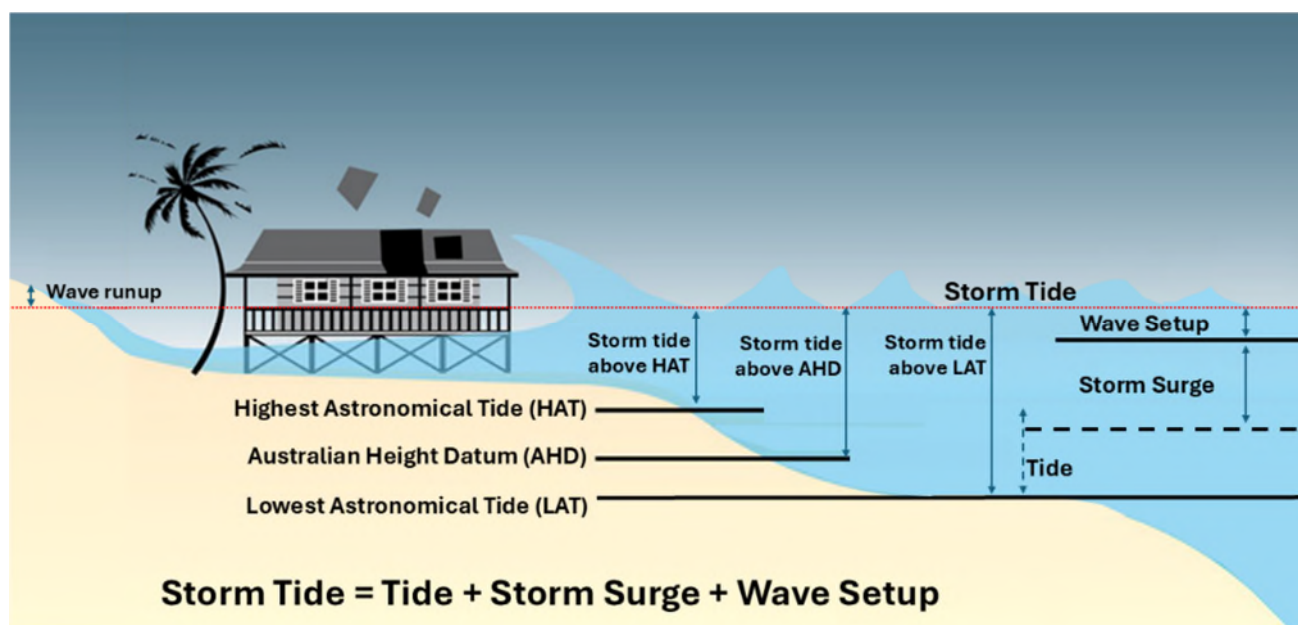 Wave runup
Storm Tide
Wave Setup
Storm tide
above HAT
Storm tide
above AHD
Storm tide
above LAT
Storm Surge
Highest Astronomical Tide (HAT)
Australian Height Datum (AHD)
Tide
Lowest Astronomical Tide (LAT)
Storm Tide = Tide + Storm Surge + Wave Setup